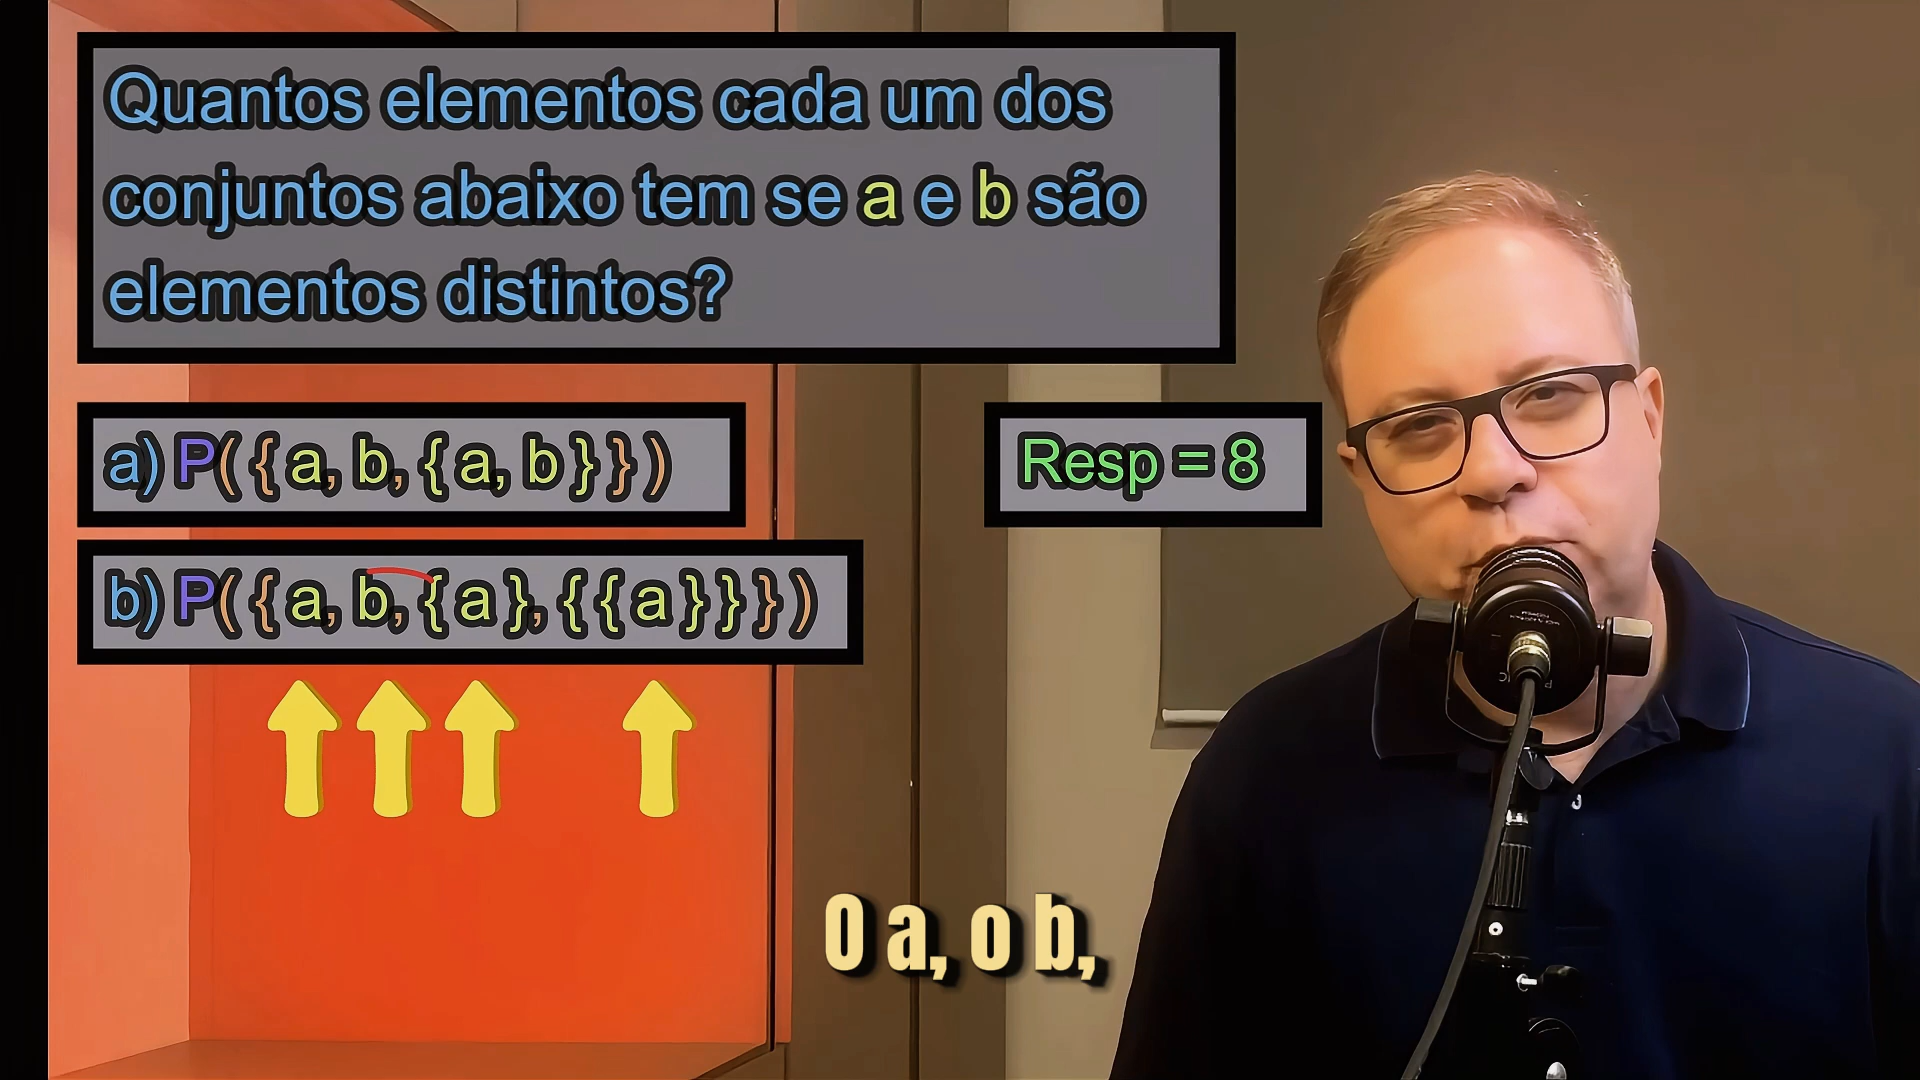 Quantos elementos cada um dos
conjuntos abaixo tem se a e b são
elementos distintos?
a) P({a, b, {a, b}})
Resp = 8
b) P({a, b, {a}, {{a}}})
O a, o b,